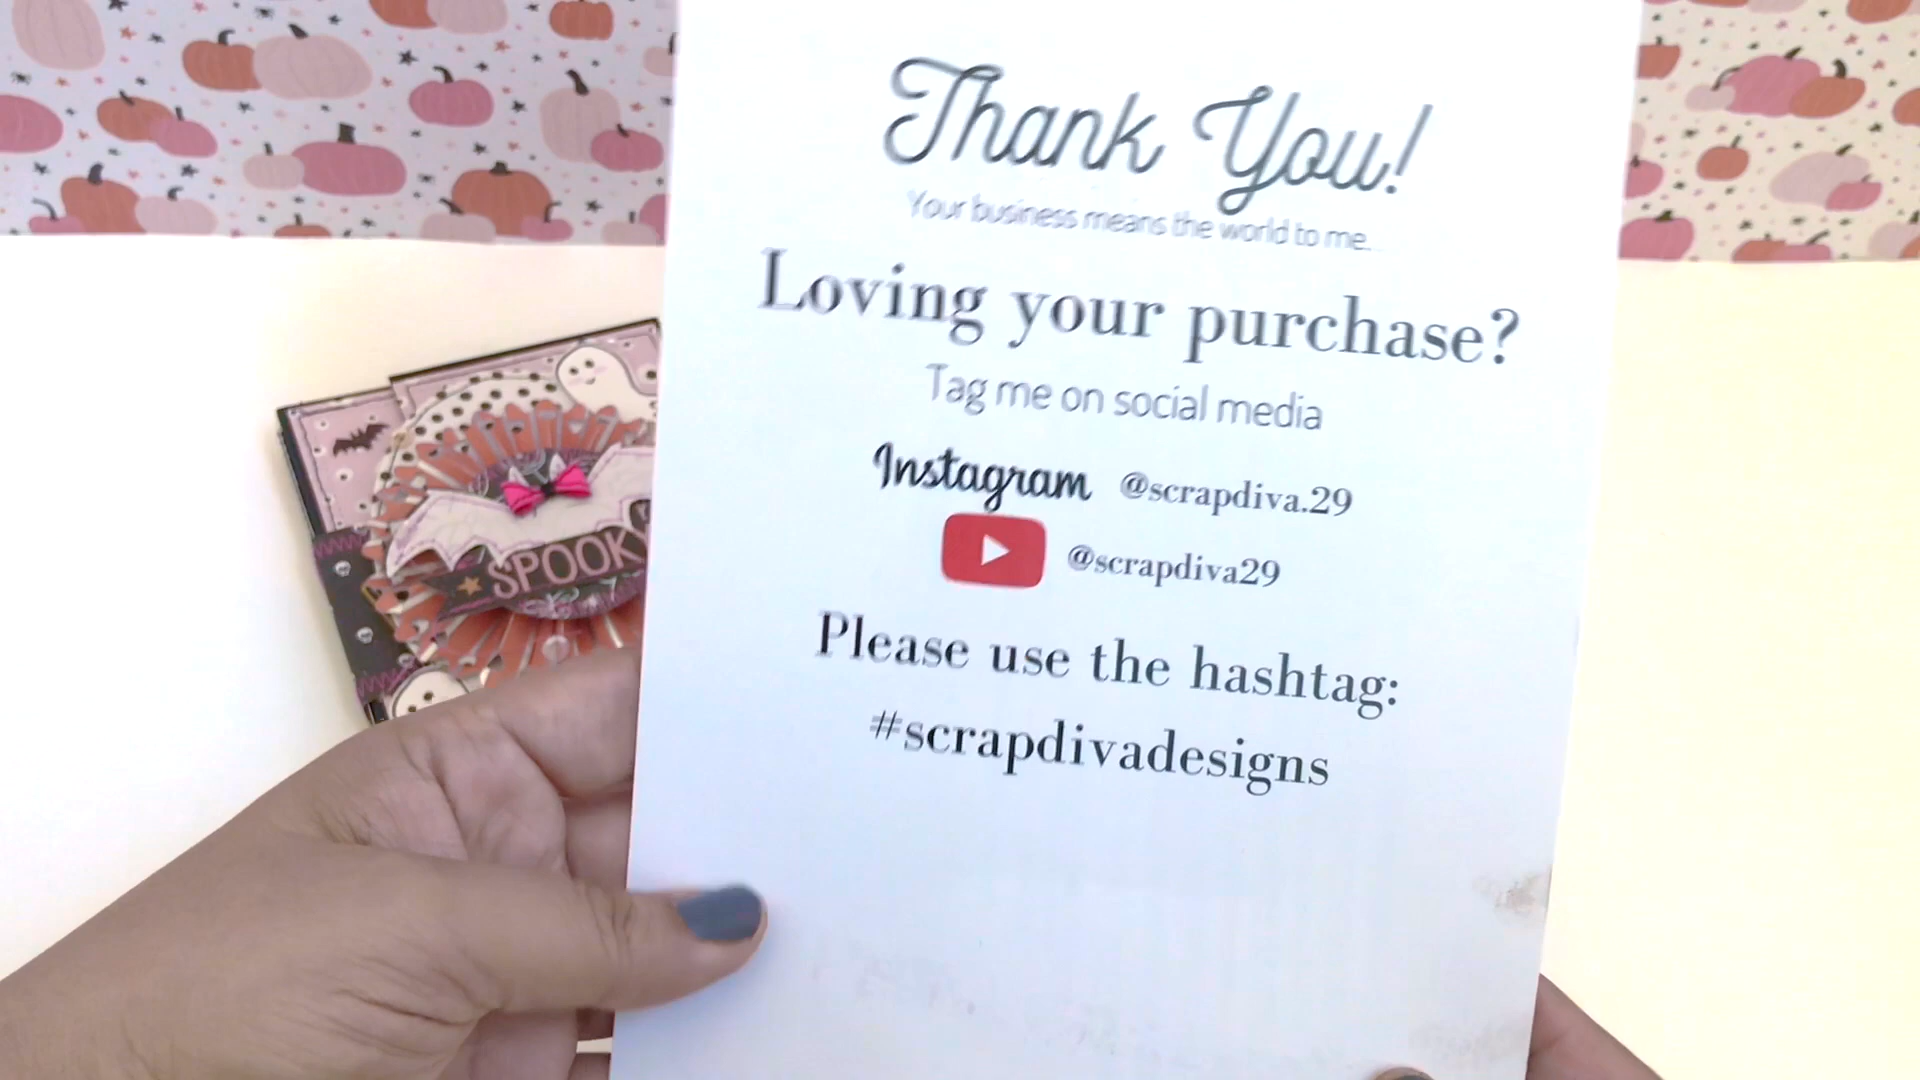 Thank You!
Your business means the world to me.
Loving your purchase?
Tag me on social media
Instagram @scrapdiva.29
@scrapdiva29
Please use the hashtag:
#scrapdivadesigns
SPOOKY